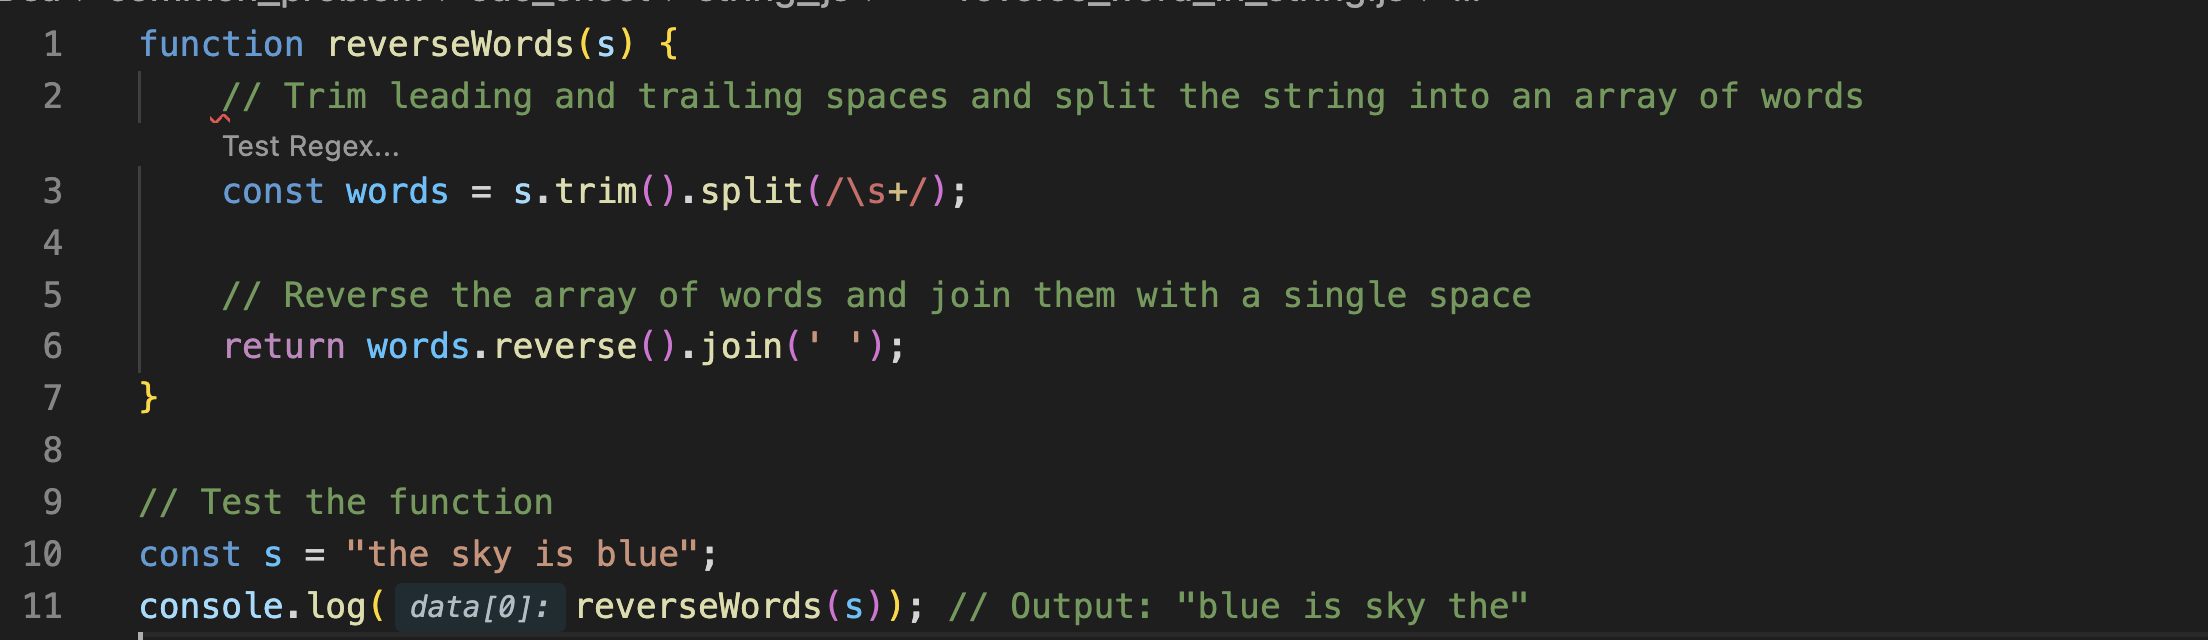 1 function reverseWords(s) {
2 // Trim leading and trailing spaces and split the string into an array of words
Test Regex...
3 const words = s.trim().split(/\s+/);
4
5 // Reverse the array of words and join them with a single space
6 return words.reverse().join(' ');
7 }
8
9 // Test the function
10 const s = "the sky is blue";
11 console.log( data[0]: reverseWords(s)); // Output: "blue is sky the"